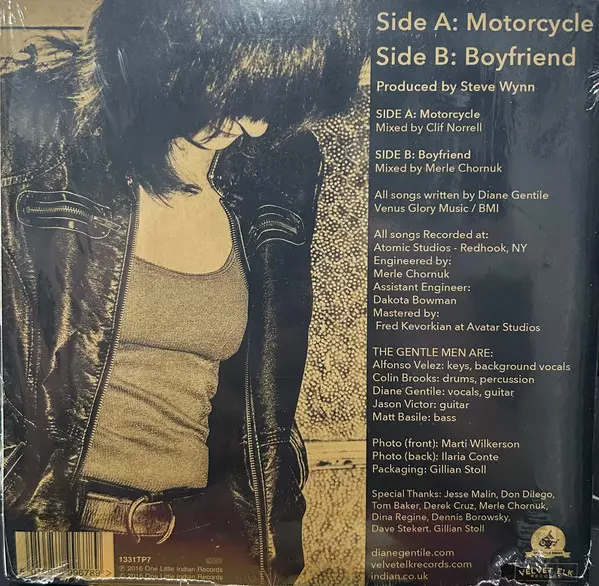 Side A: Motorcycle
Side B: Boyfriend
Produced by Steve Wynn
SIDE A: Motorcycle
Mixed by Clif Norrell
SIDE B: Boyfriend
Mixed by Merle Chornuk
All songs written by Diane Gentile
Venus Glory Music / BMI
All songs Recorded at:
Atomic Studios - Redhook, NY
Engineered by:
Merle Chornuk
Assistant Engineer:
Dakota Bowman
Mastered by:
Fred Kevorkian at Avatar Studios
THE GENTLE MEN ARE:
Alfonso Velez: keys, background vocals
Colin Brooks: drums, percussion
Diane Gentile: vocals, guitar
Jason Victor: guitar
Matt Basile: bass
Photo (front): Marti Wilkerson
Photo (back): Ilaria Conte
Packaging: Gillian Stoll
Special Thanks: Jesse Malin, Don Dilego,
Tom Baker, Derek Cruz, Merle Chornuk,
Dina Regine, Dennis Borowsky,
Dave Stekert. Gillian Stoll
dianegentile.com
velvetelkrecords.com
indian.co.uk
VELVET ELK
RECORDS
1331TP7
℗ 2016 One Little Indian Records
2016 One Little Indian Records